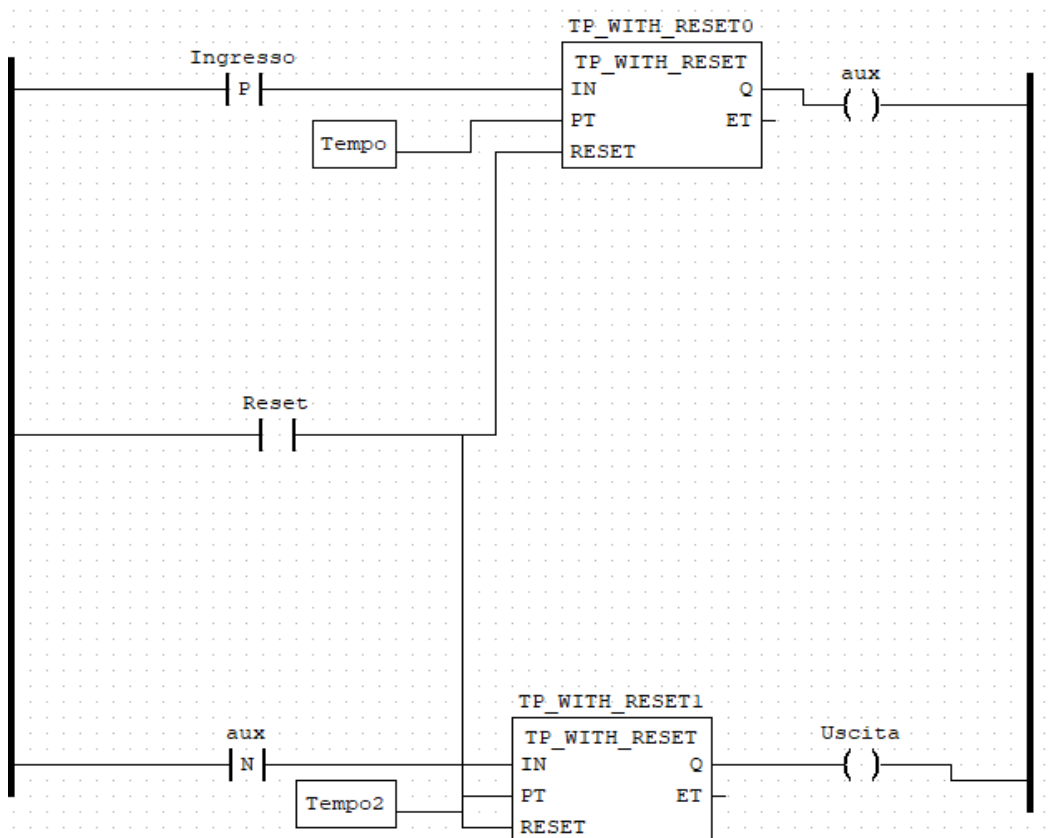 TP_WITH_RESET0
Ingresso
P
TP_WITH_RESET
IN Q
PT ET
RESET
aux
Tempo
Reset
TP_WITH_RESET1
aux
N
TP_WITH_RESET
IN Q
PT ET
RESET
Uscita
Tempo2